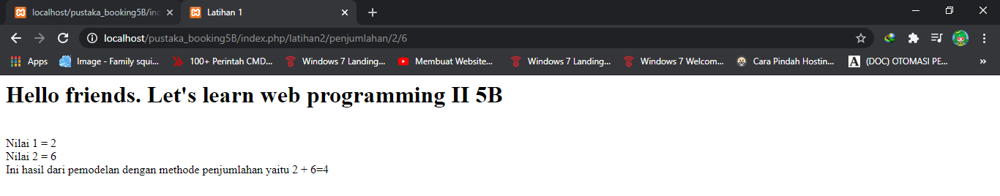 localhost/pustaka_booking5B/ind
Latihan 1
localhost/pustaka_booking5B/index.php/latihan2/penjumlahan/2/6
Apps
Image - Family squi...
100+ Perintah CMD...
Windows 7 Landing...
Membuat Website...
Windows 7 Landing...
Windows 7 Welcom...
Cara Pindah Hostin...
A (DOC) OTOMASI PE...
Hello friends. Let's learn web programming II 5B
Nilai 1 = 2
Nilai 2 = 6
Ini hasil dari pemodelan dengan methode penjumlahan yaitu 2 + 6=4